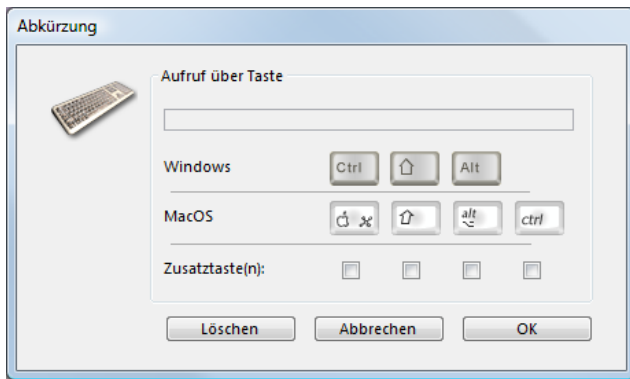 Abkürzung
Aufruf über Taste
Windows Ctrl Alt
MacOS alt ctrl
Zusatztaste(n):
Löschen Abbrechen OK